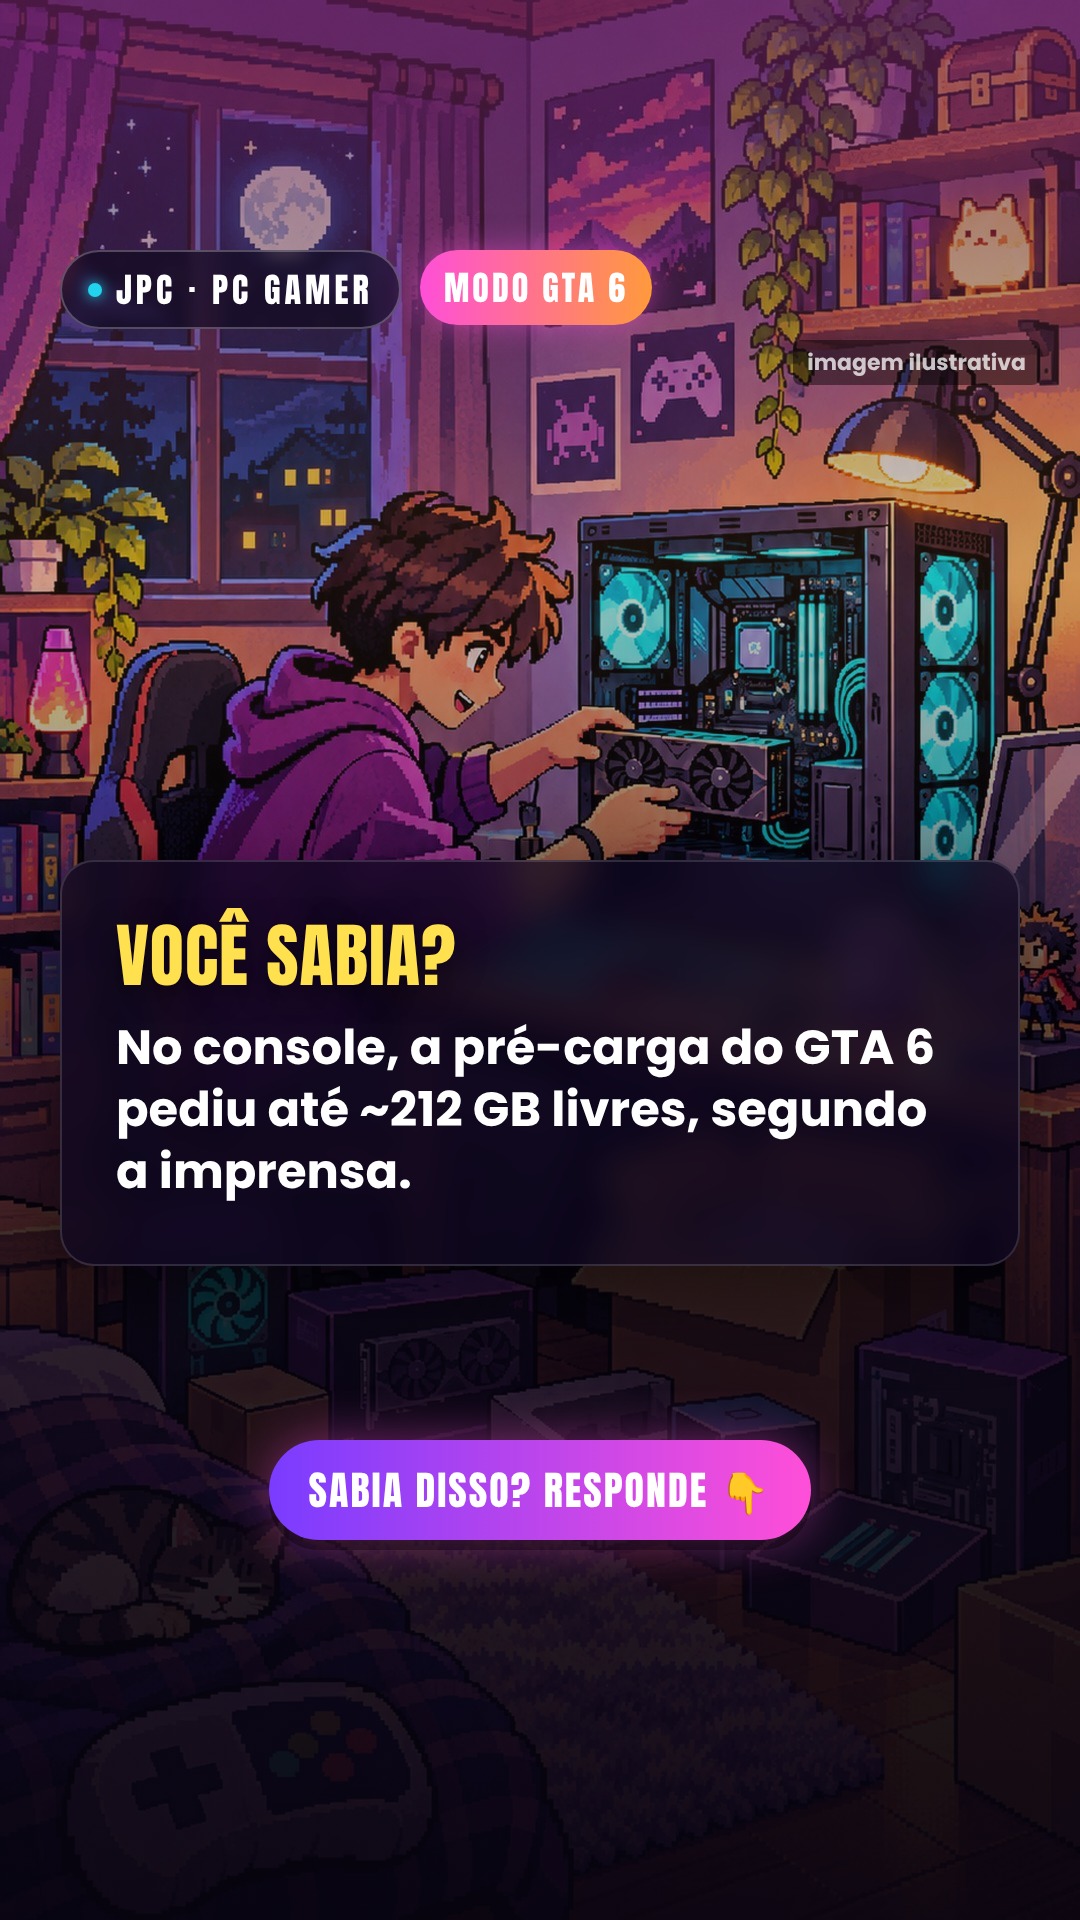 JPC · PC GAMER
MODO GTA 6
imagem ilustrativa
VOCÊ SABIA?
No console, a pré-carga do GTA 6
pediu até ~212 GB livres, segundo
a imprensa.
SABIA DISSO? RESPONDE 👇